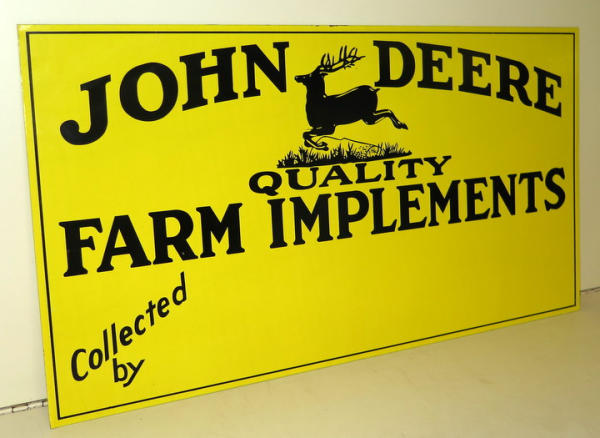 JOHN DEERE
QUALITY
FARM IMPLEMENTS
Collected
by